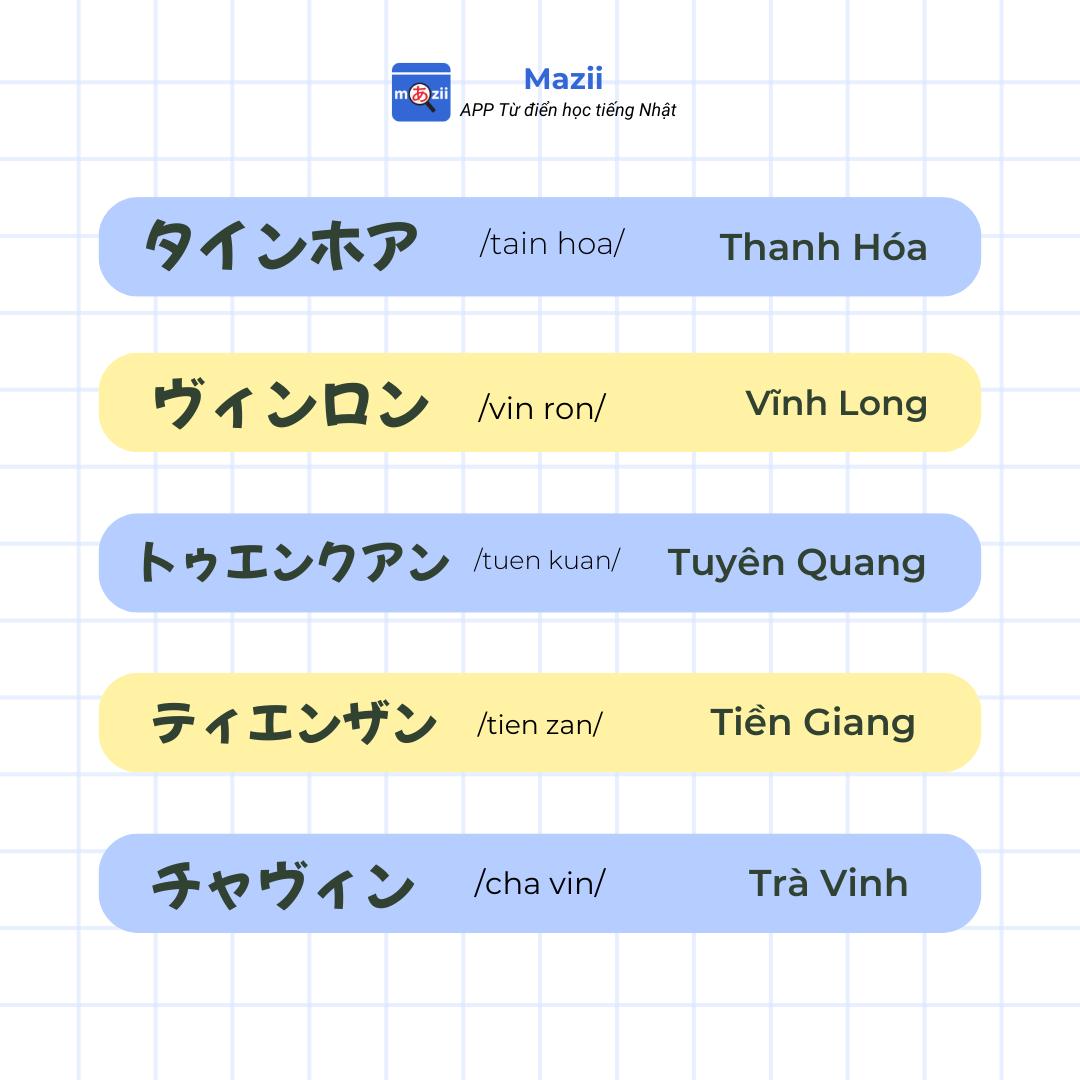 mあzii
Mazii
APP Từ điển học tiếng Nhật
タインホア /tain hoa/ Thanh Hóa
ヴィンロン /vin ron/ Vĩnh Long
トゥエンクアン /tuen kuan/ Tuyên Quang
ティエンザン /tien zan/ Tiền Giang
チャヴィン /cha vin/ Trà Vinh